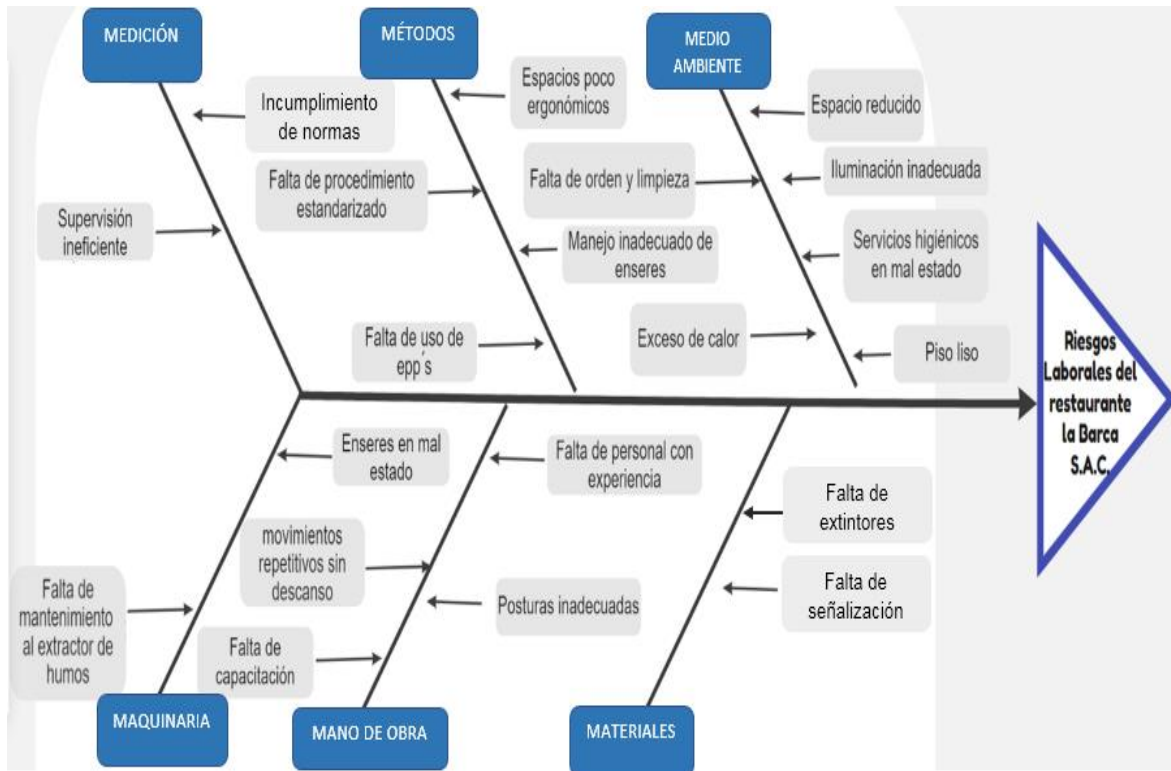 MEDICIÓN
MÉTODOS
MEDIO
AMBIENTE
Incumplimiento
de normas
Supervisión
ineficiente
Espacios poco
ergonómicos
Falta de procedimiento
estandarizado
Manejo inadecuado de
enseres
Falta de uso de
epp´s
Espacio reducido
Falta de orden y limpieza
Iluminación inadecuada
Servicios higiénicos
en mal estado
Exceso de calor
Piso liso
Riesgos
Laborales del
restaurante
la Barca
S.A.C.
Enseres en mal
estado
Falta de
mantenimiento
al extractor de
humos
Falta de personal con
experiencia
movimientos
repetitivos sin
descanso
Posturas inadecuadas
Falta de
capacitación
Falta de
extintores
Falta de
señalización
MAQUINARIA
MANO DE OBRA
MATERIALES